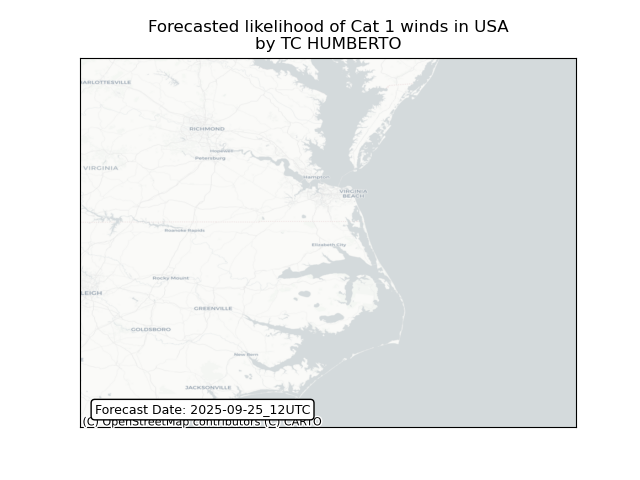 Forecasted likelihood of Cat 1 winds in USA
by TC HUMBERTO
ARLOTTESVILLE
RICHMOND
Hopewell
Petersburg
VIRGINIA
Hampton
VIRGINIA
BEACH
Roanoke Rapids
Elizabeth City
Rocky Mount
LEIGH
GREENVILLE
GOLDSBORO
New Bern
JACKSONVILLE
Forecast Date: 2025-09-25_12UTC
(C) OpenStreetMap contributors (C) CARTO